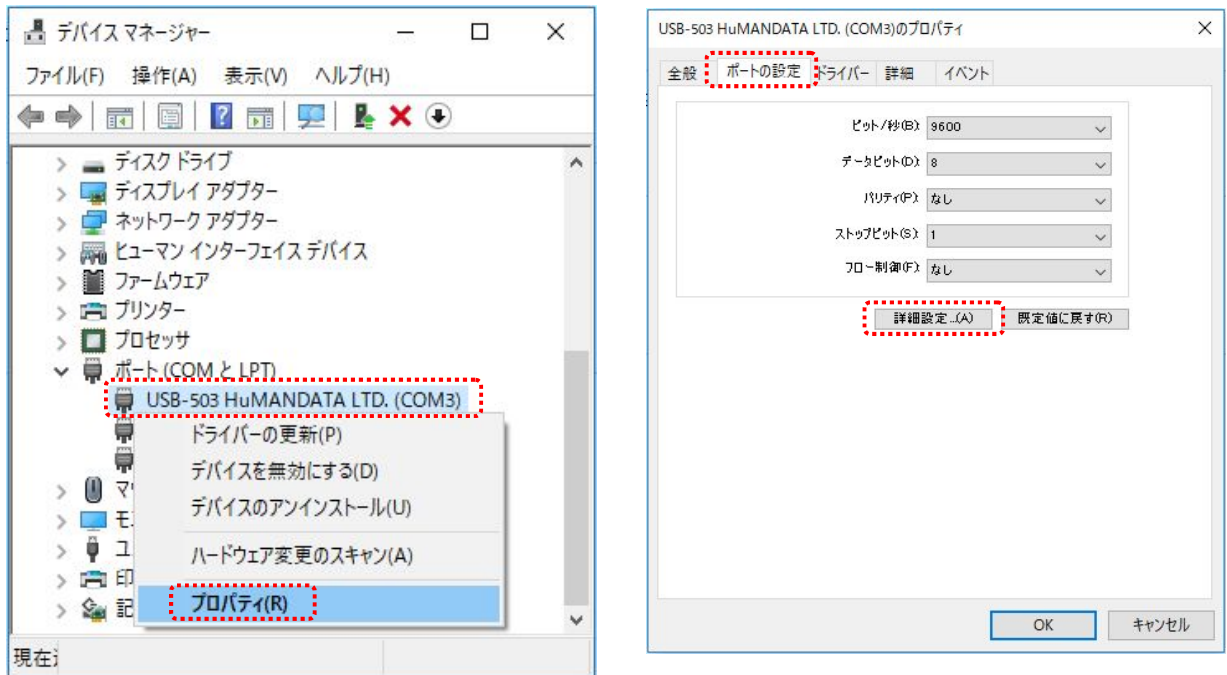 デバイス マネージャー
ファイル(F) 操作(A) 表示(V) ヘルプ(H)
ディスク ドライブ
ディスプレイ アダプター
ネットワーク アダプター
ヒューマン インターフェイス デバイス
ファームウェア
プリンター
プロセッサ
ポート (COM と LPT)
USB-503 HuMANDATA LTD. (COM3)
ドライバーの更新(P)
デバイスを無効にする(D)
デバイスのアンインストール(U)
ハードウェア変更のスキャン(A)
プロパティ(R)
マ
モ
ユ
印
記
現在
USB-503 HuMANDATA LTD. (COM3)のプロパティ
全般 ポートの設定 ドライバー 詳細 イベント
ビット/秒(B): 9600
データ ビット(D): 8
パリティ(P): なし
ストップ ビット(S): 1
フロー制御(F): なし
詳細設定...(A) 既定値に戻す(R)
OK キャンセル